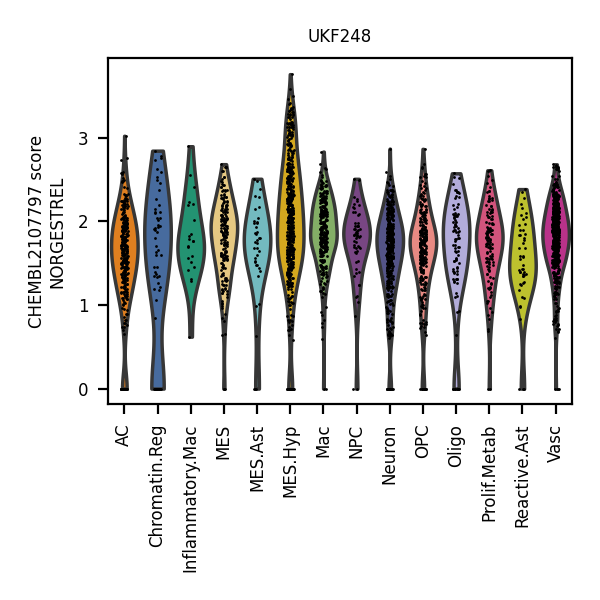 UKF248
CHEMBL2107797 score
NORGESTREL
3
2
1
0
AC
Chromatin.Reg
Inflammatory.Mac
MES
MES.Ast
MES.Hyp
Mac
NPC
Neuron
OPC
Oligo
Prolif.Metab
Reactive.Ast
Vasc